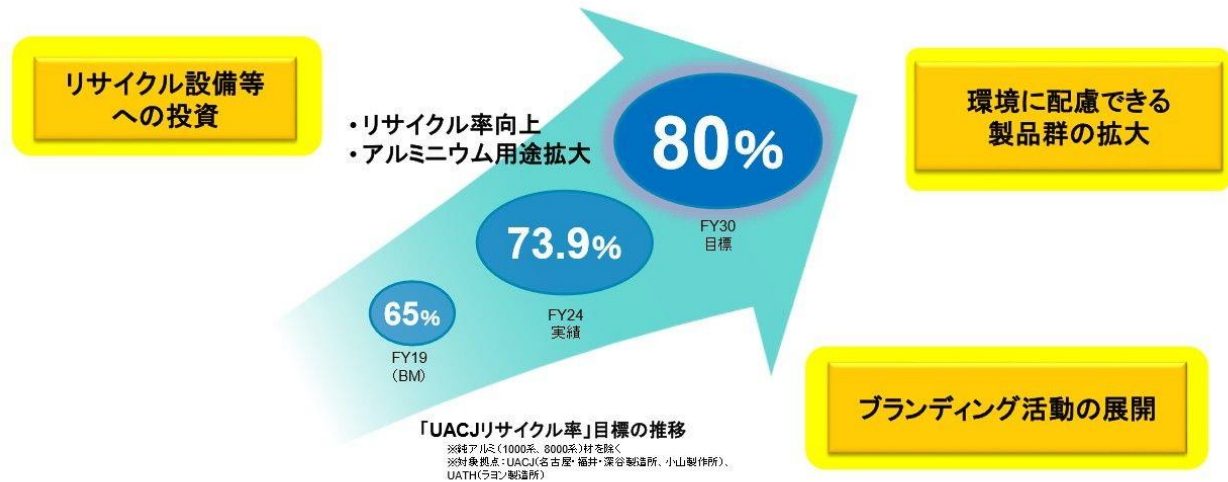 リサイクル設備等
への投資
・リサイクル率向上
・アルミニウム用途拡大
環境に配慮できる
製品群の拡大
80%
FY30
目標
73.9%
FY24
実績
65%
FY19
(BM)
ブランディング活動の展開
「UACJリサイクル率」目標の推移
※純アルミ(1000系、8000系)材を除く
※対象拠点:UACJ(名古屋・福井・深谷製造所、小山製作所)、
UATH(ラヨン製造所)